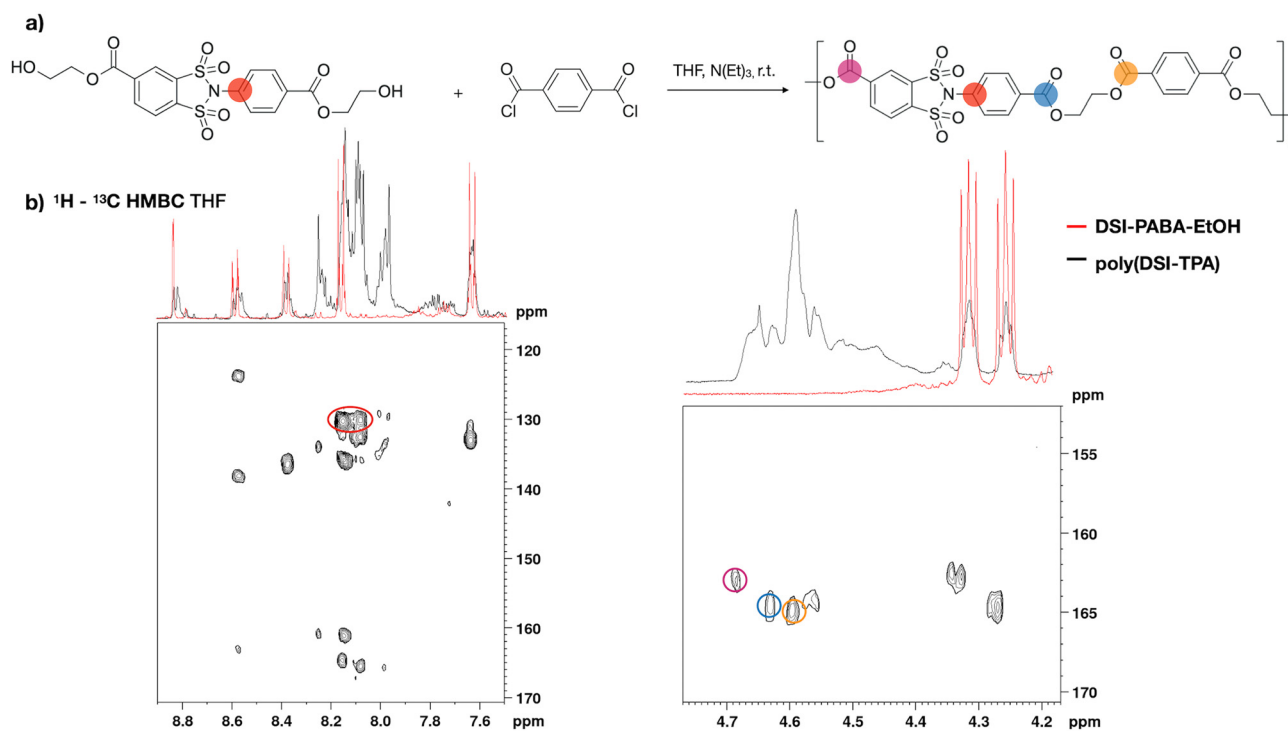 a)
O
O
O
S
N
S
O
O
O
O
HO
O
OH
+
O
Cl
O
Cl
THF, N(Et)₃, r.t.
O
O
O
O
S
N
S
O
O
O
O
O
O
O
O
b) ¹H - ¹³C HMBC THF
DSI-PABA-EtOH
poly(DSI-TPA)
ppm
120
130
140
150
160
170
8.8 8.6 8.4 8.2 8.0 7.8 7.6 ppm
ppm
155
160
165
170
4.7 4.6 4.5 4.4 4.3 4.2 ppm